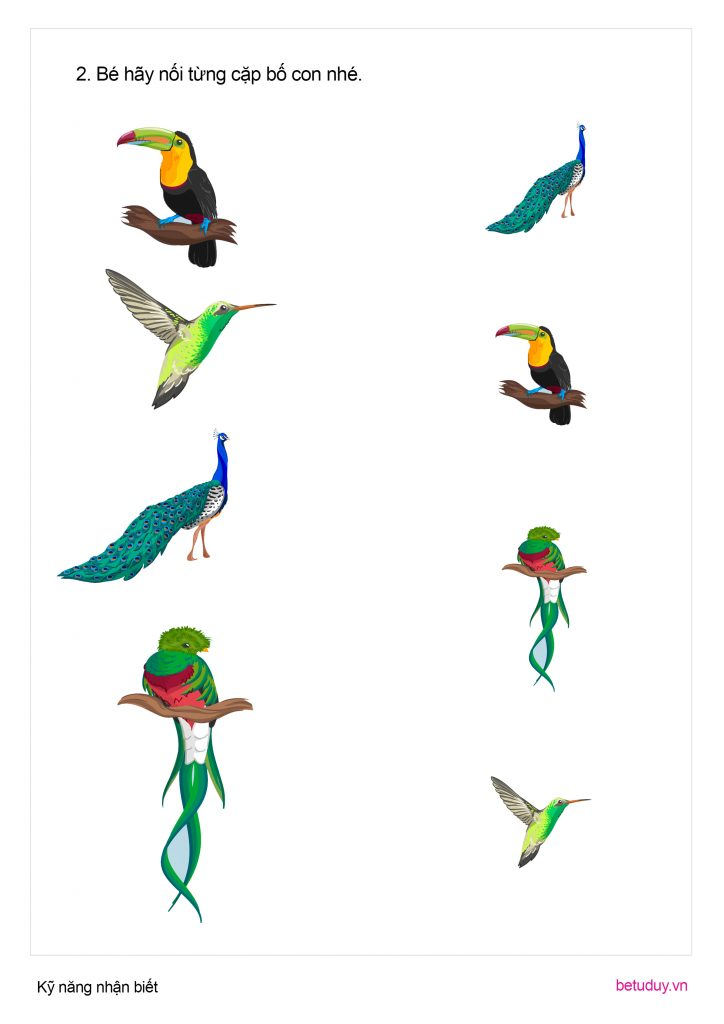 2. Bé hãy nối từng cặp bố con nhé.
Kỹ năng nhận biết
betuduy.vn